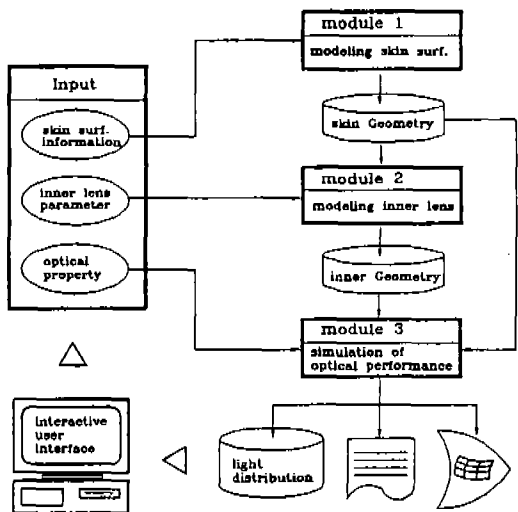 Input
skin surf.
information
inner lens
parameter
optical
property
module 1
modeling skin surf.
skin Geometry
module 2
modeling inner lens
inner Geometry
module 3
simulation of
optical performance
interactive
user
interface
light
distribution